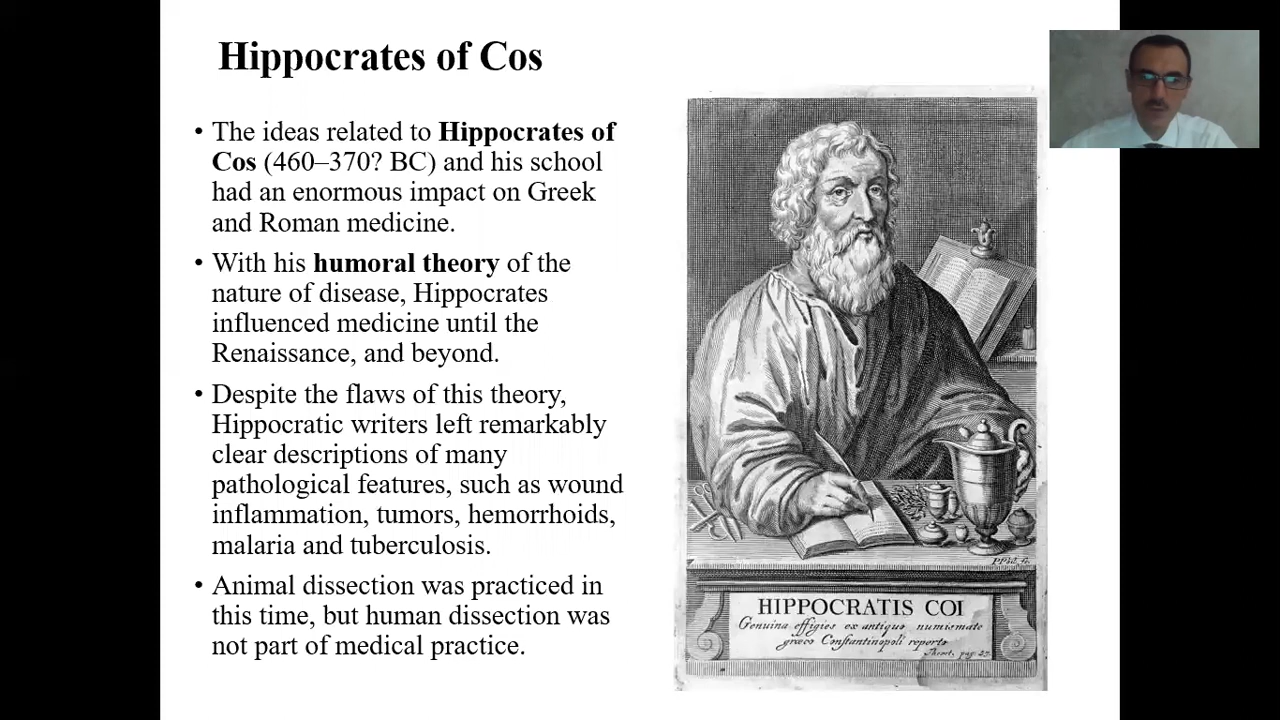 Hippocrates of Cos
• The ideas related to Hippocrates of
Cos (460–370? BC) and his school
had an enormous impact on Greek
and Roman medicine.
• With his humoral theory of the
nature of disease, Hippocrates
influenced medicine until the
Renaissance, and beyond.
• Despite the flaws of this theory,
Hippocratic writers left remarkably
clear descriptions of many
pathological features, such as wound
inflammation, tumors, hemorrhoids,
malaria and tuberculosis.
• Animal dissection was practiced in
this time, but human dissection was
not part of medical practice.
HIPPOCRATIS COI
Genuina effigies ex antiquo numismate
græco Constantinopoli reperto
pag.